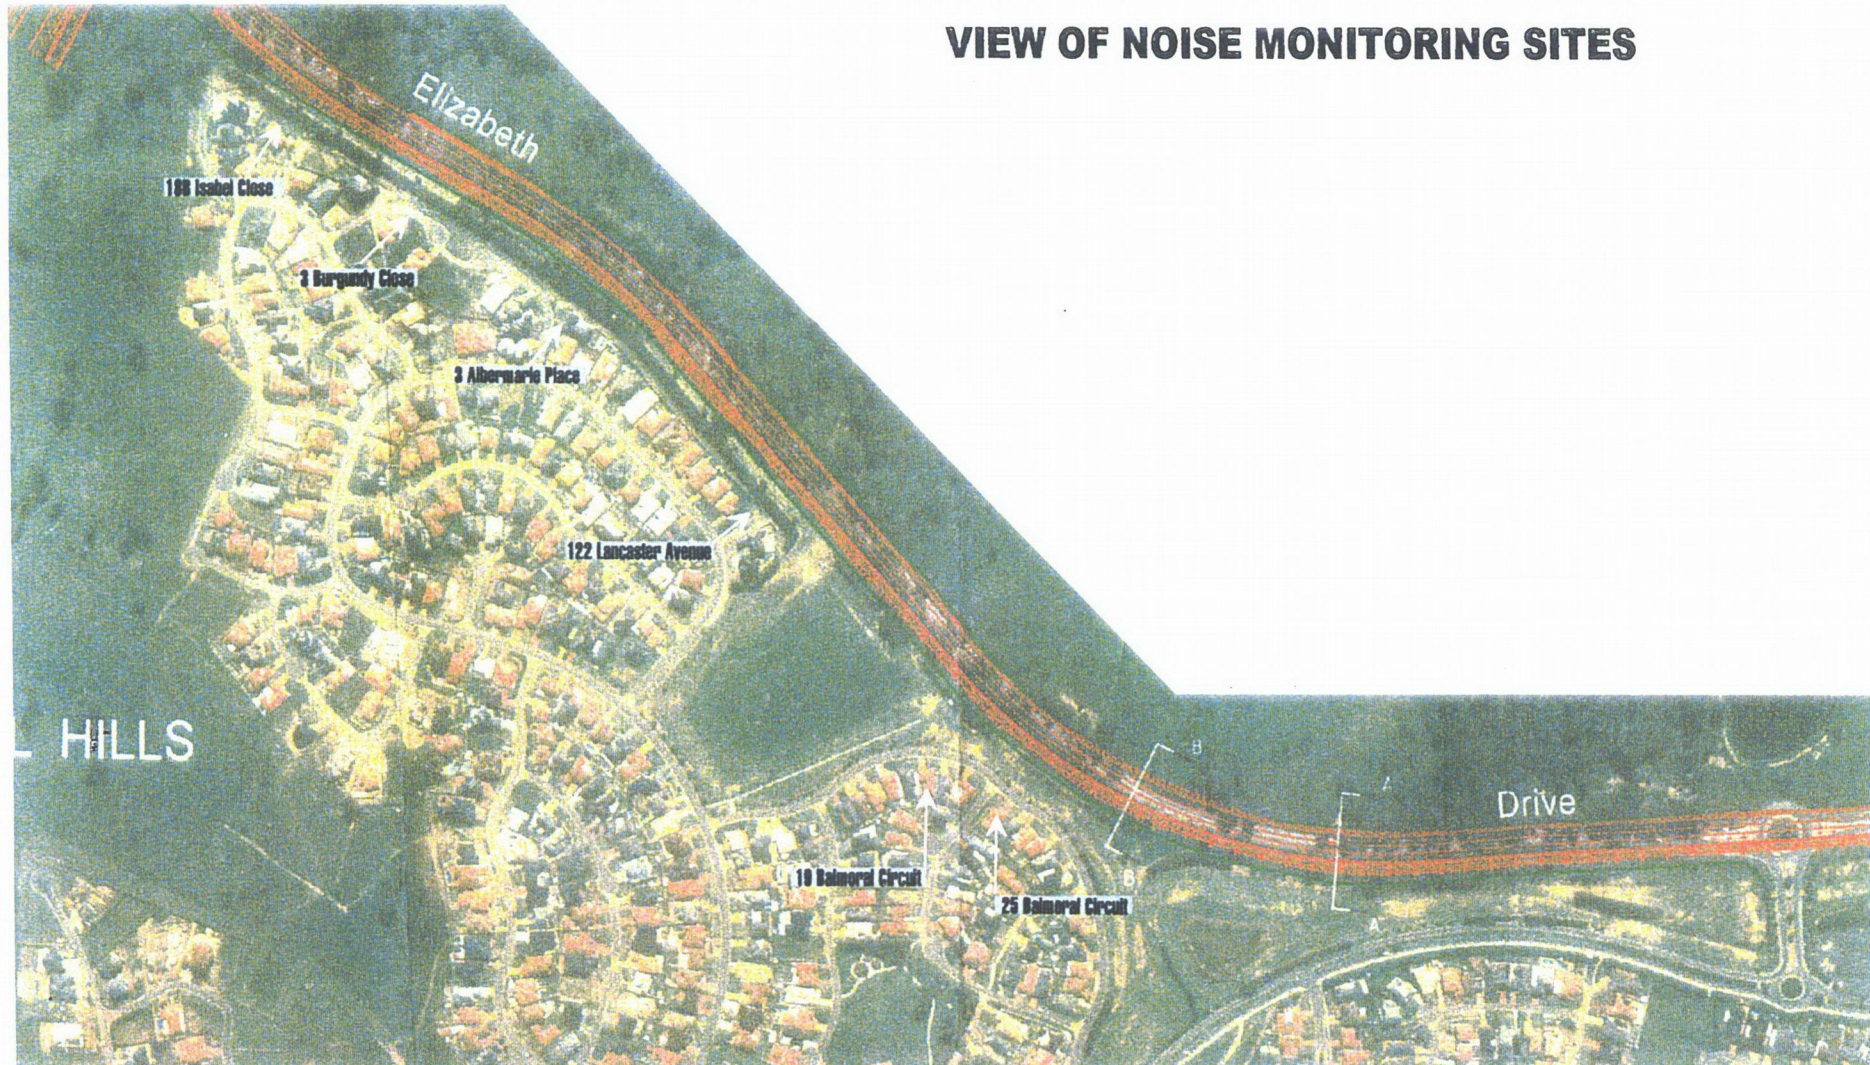 VIEW OF NOISE MONITORING SITES
Elizabeth
188 Isabel Close
3 Burgundy Close
3 Albermarle Place
122 Lancaster Avenue
L HILLS
B
A
Drive
19 Balmoral Circuit
B
25 Balmoral Circuit
A